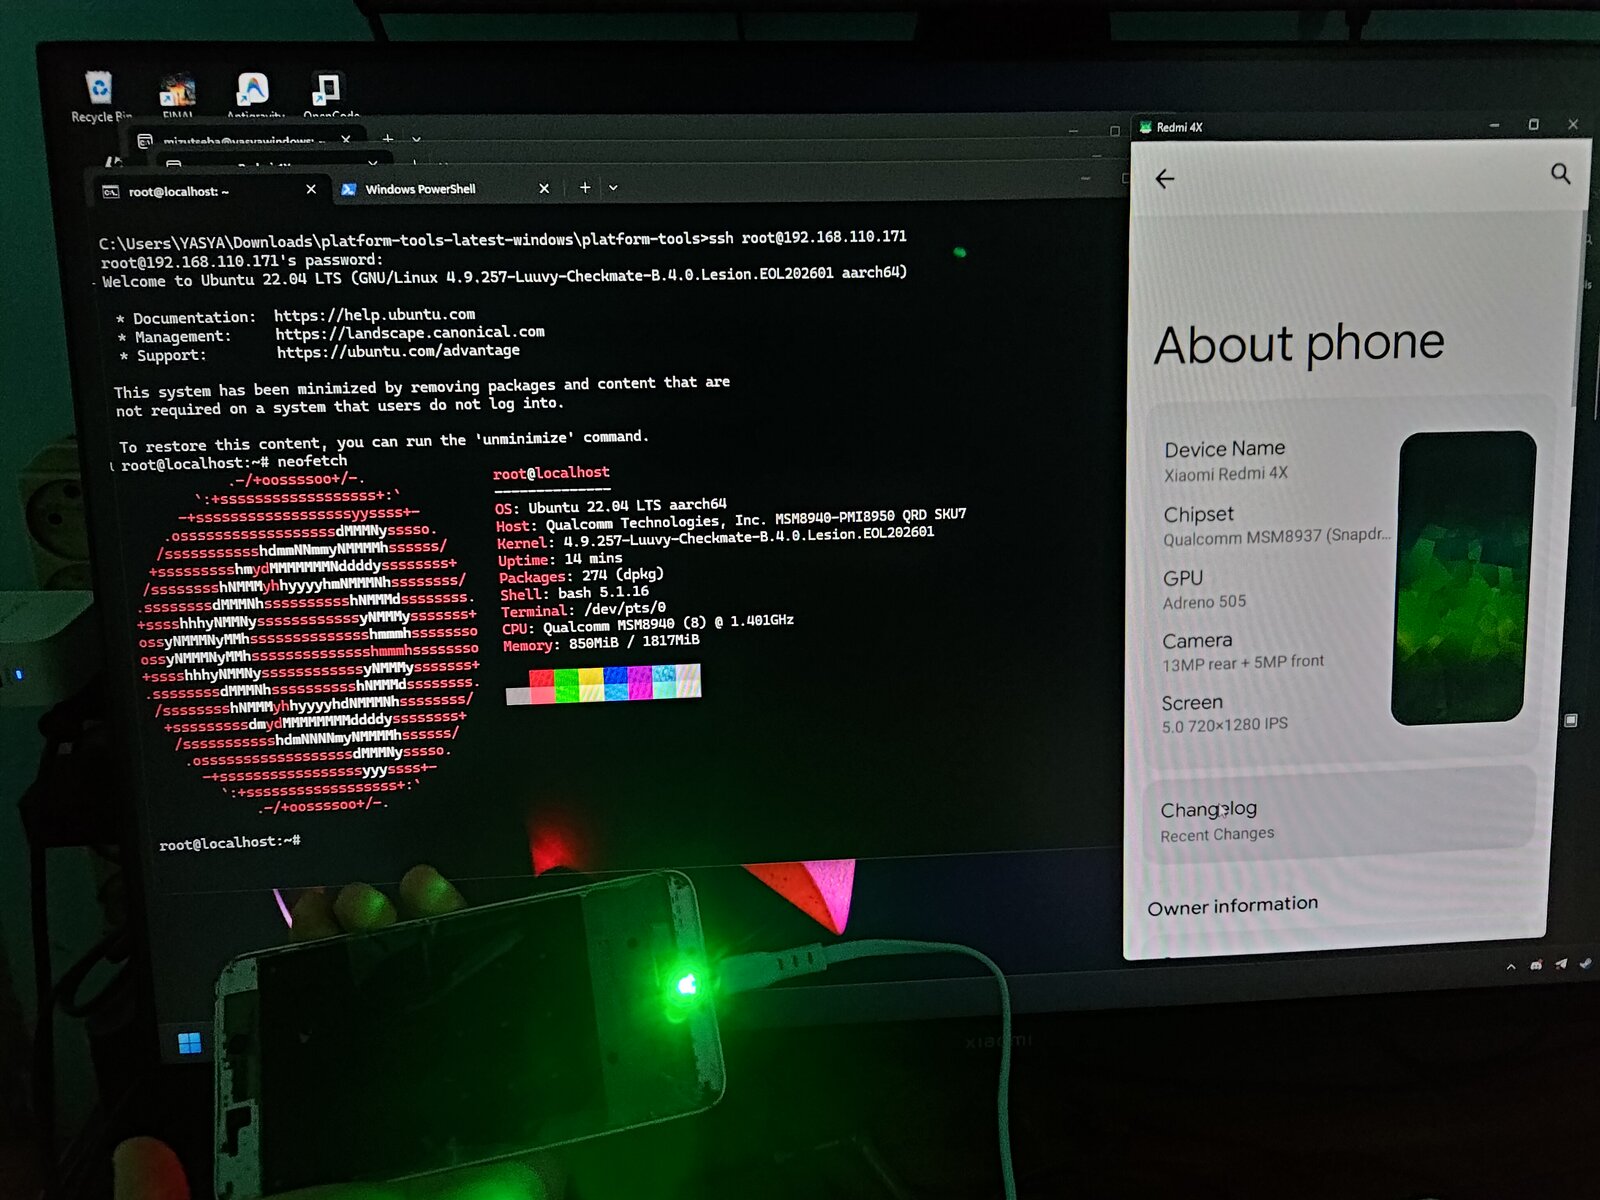 Recycle Bin
FINAL
Antigravity
OpenCode
mizutseba@yasyawindows: ~
Redmi 4X
root@localhost: ~
Windows PowerShell
C:\Users\YASYA\Downloads\platform-tools-latest-windows\platform-tools>ssh root@192.168.110.171
root@192.168.110.171's password:
Welcome to Ubuntu 22.04 LTS (GNU/Linux 4.9.257-Luuvy-Checkmate-B.4.0.Lesion.EOL202601 aarch64)
* Documentation: https://help.ubuntu.com
* Management: https://landscape.canonical.com
* Support: https://ubuntu.com/advantage
This system has been minimized by removing packages and content that are
not required on a system that users do not log into.
To restore this content, you can run the 'unminimize' command.
root@localhost:~# neofetch
root@localhost
--------------
OS: Ubuntu 22.04 LTS aarch64
Host: Qualcomm Technologies, Inc. MSM8940-PMI8950 QRD SKU7
Kernel: 4.9.257-Luuvy-Checkmate-B.4.0.Lesion.EOL202601
Uptime: 14 mins
Packages: 274 (dpkg)
Shell: bash 5.1.16
Terminal: /dev/pts/0
CPU: Qualcomm MSM8940 (8) @ 1.401GHz
Memory: 850MiB / 1817MiB
root@localhost:~#
Redmi 4X
About phone
Device Name
Xiaomi Redmi 4X
Chipset
Qualcomm MSM8937 (Snapdr...
GPU
Adreno 505
Camera
13MP rear + 5MP front
Screen
5.0 720×1280 IPS
Changelog
Recent Changes
Owner information
xiaomi